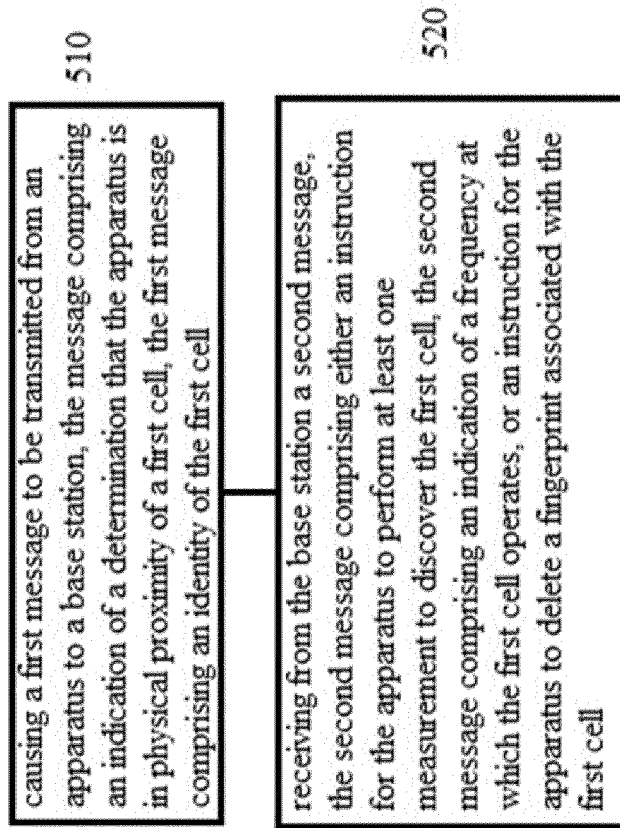 causing a first message to be transmitted from an
apparatus to a base station, the message comprising
an indication of a determination that the apparatus is
in physical proximity of a first cell, the first message
comprising an identity of the first cell
510
receiving from the base station a second message,
the second message comprising either an instruction
for the apparatus to perform at least one
measurement to discover the first cell, the second
message comprising an indication of a frequency at
which the first cell operates, or an instruction for the
apparatus to delete a fingerprint associated with the
first cell
520